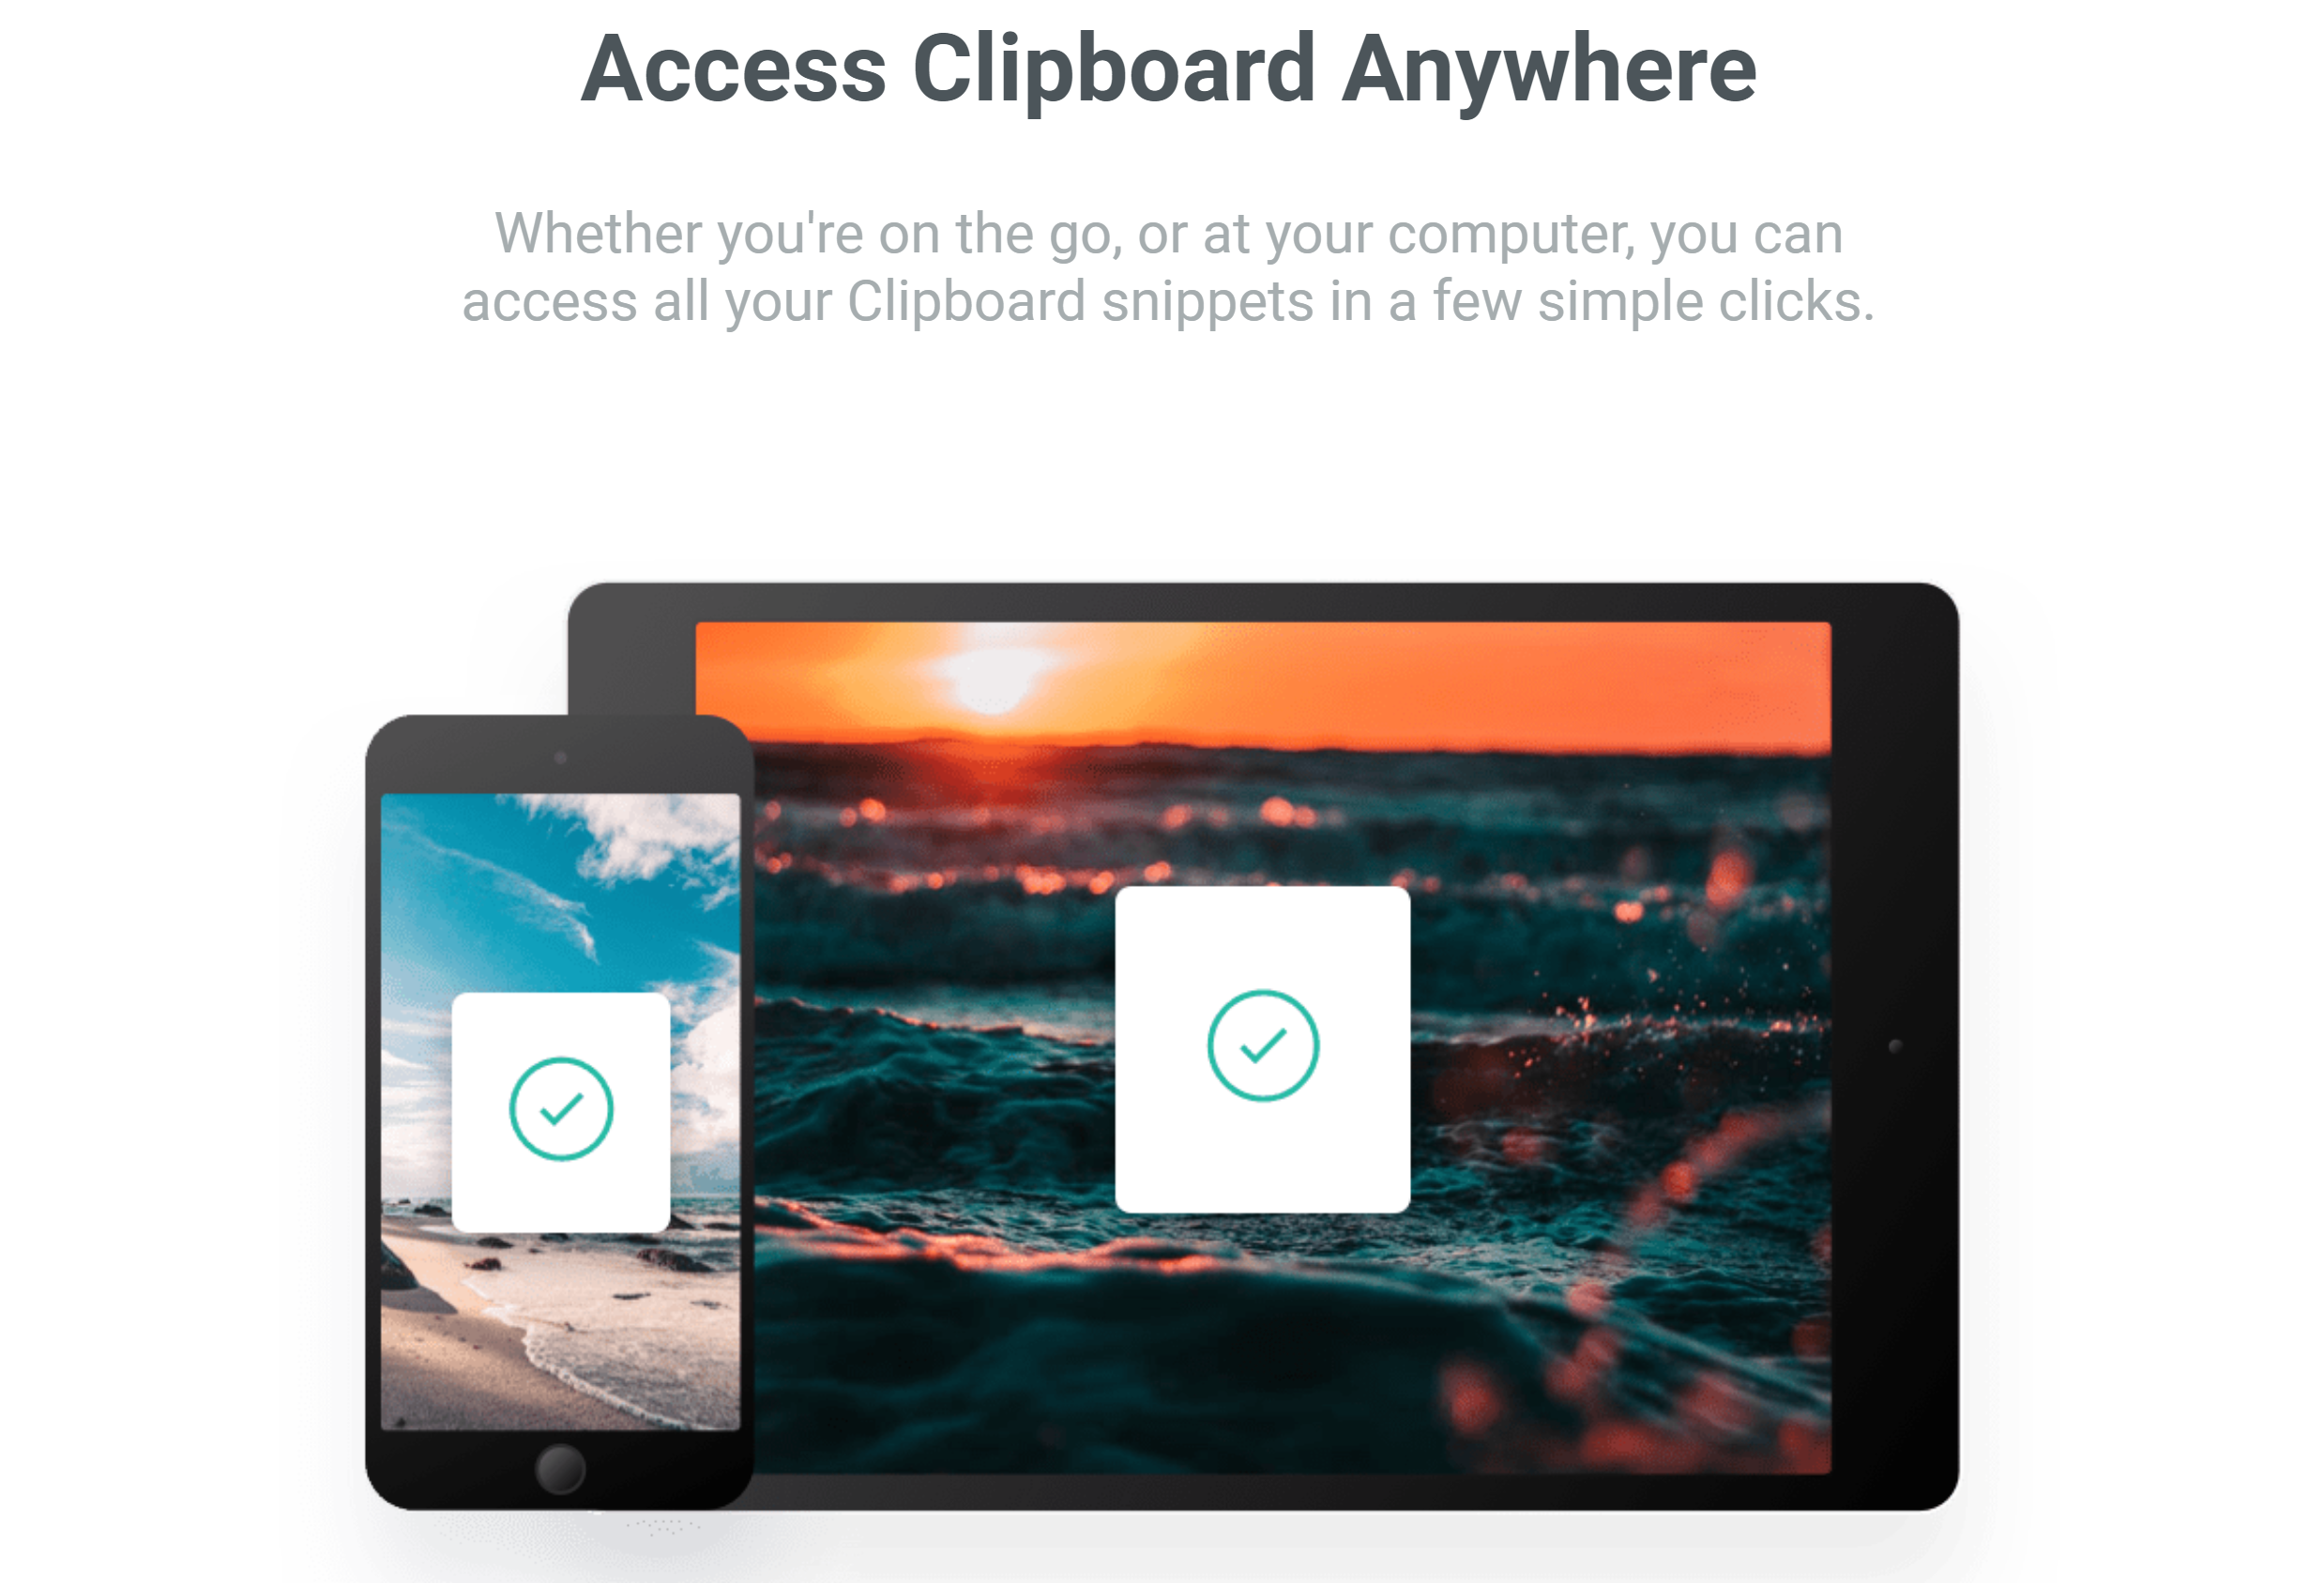 Access Clipboard Anywhere
Whether you're on the go, or at your computer, you can
access all your Clipboard snippets in a few simple clicks.